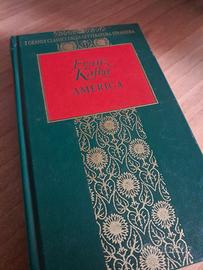 I GRANDI CLASSICI DELLA LETTERATURA STRANIERA
Franz
Kafka
AMERICA